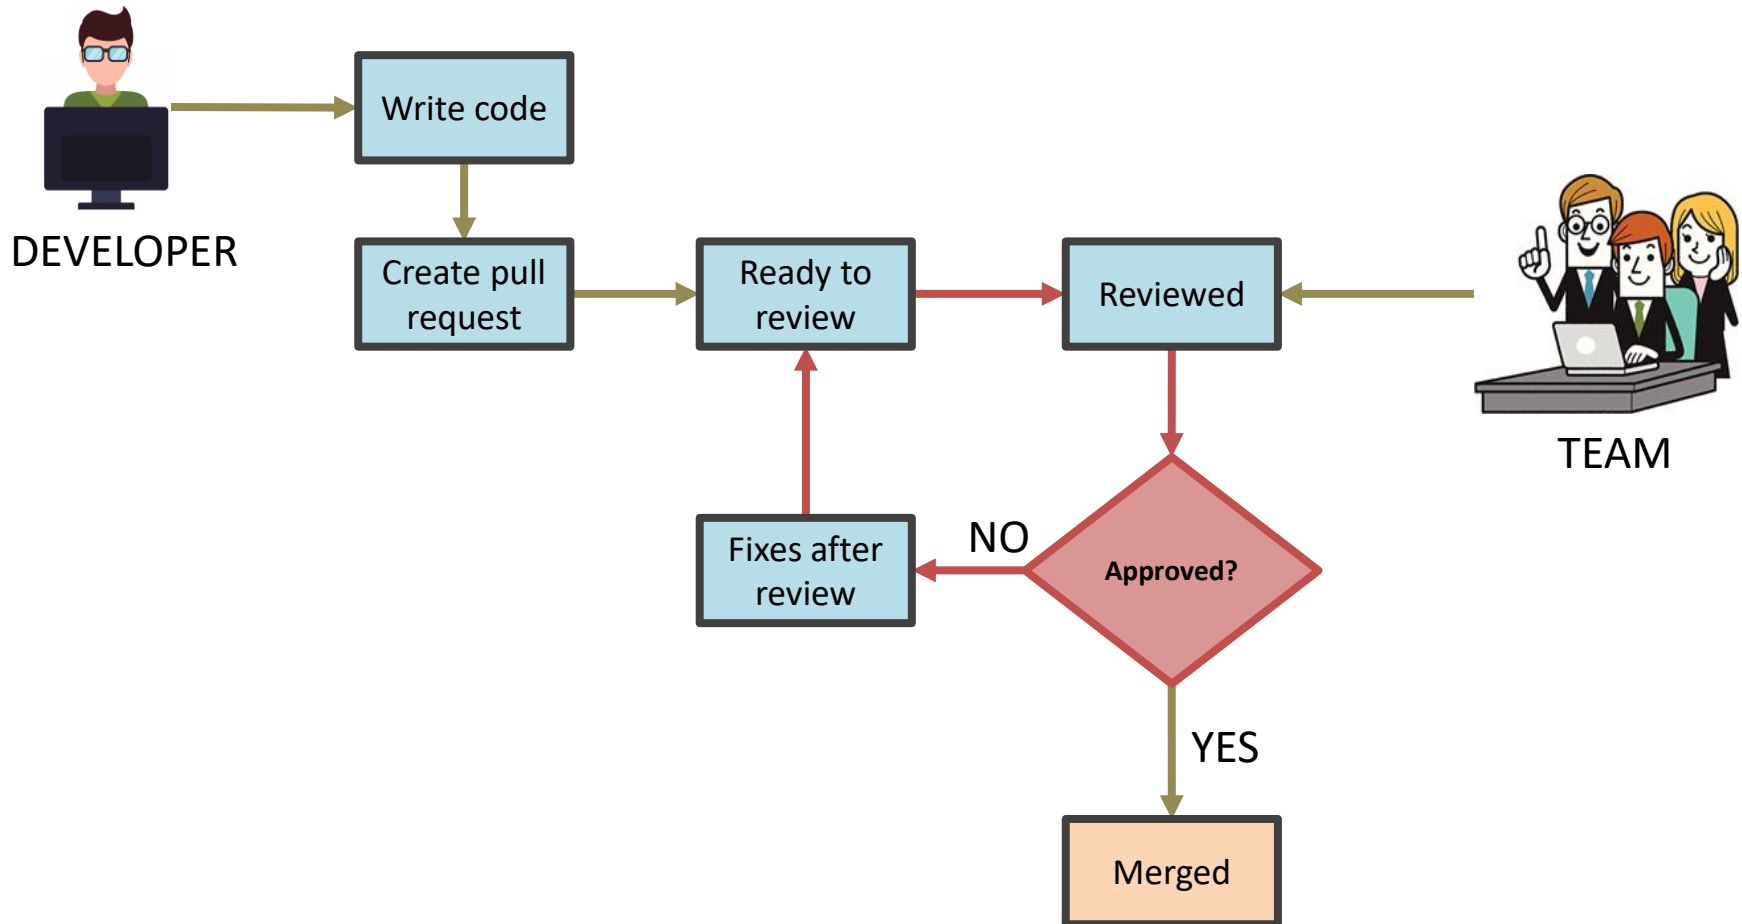 Write code
DEVELOPER
Create pull
request
Ready to
review
Reviewed
TEAM
Fixes after
review
NO
Approved?
YES
Merged